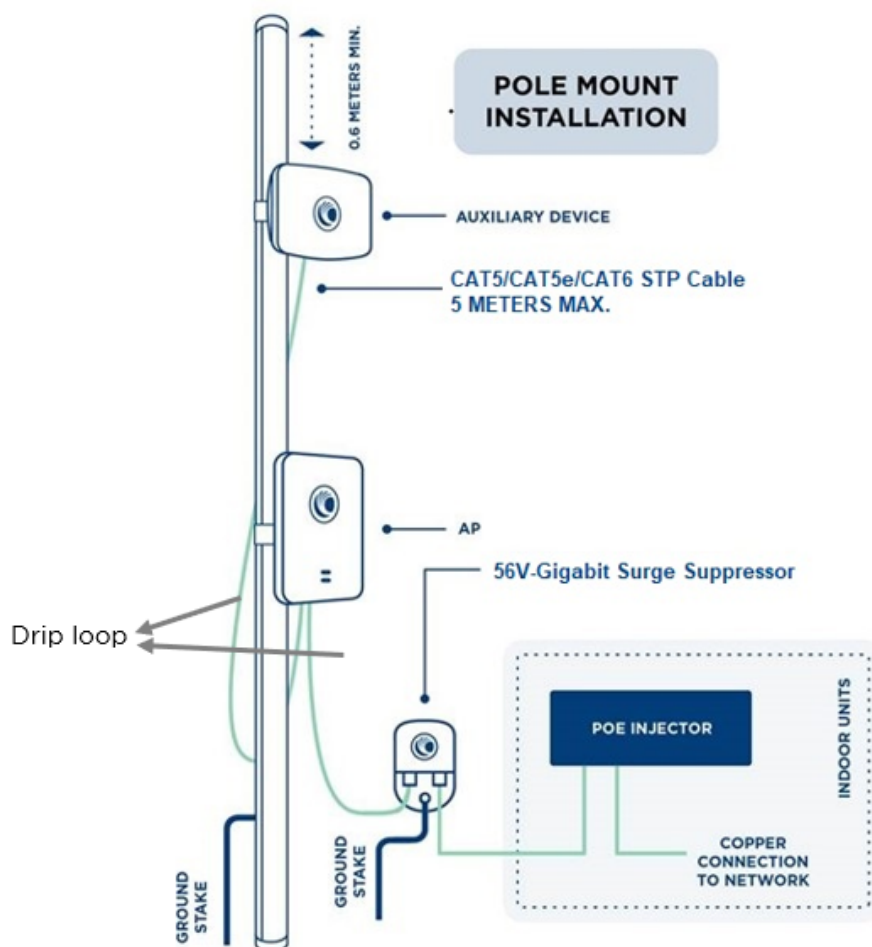 POLE MOUNT
INSTALLATION
0.6 METERS MIN.
AUXILIARY DEVICE
CAT5/CAT5e/CAT6 STP Cable
5 METERS MAX.
AP
56V-Gigabit Surge Suppressor
Drip loop
INDOOR UNITS
POE INJECTOR
COPPER
CONNECTION
TO NETWORK
GROUND
STAKE
GROUND
STAKE